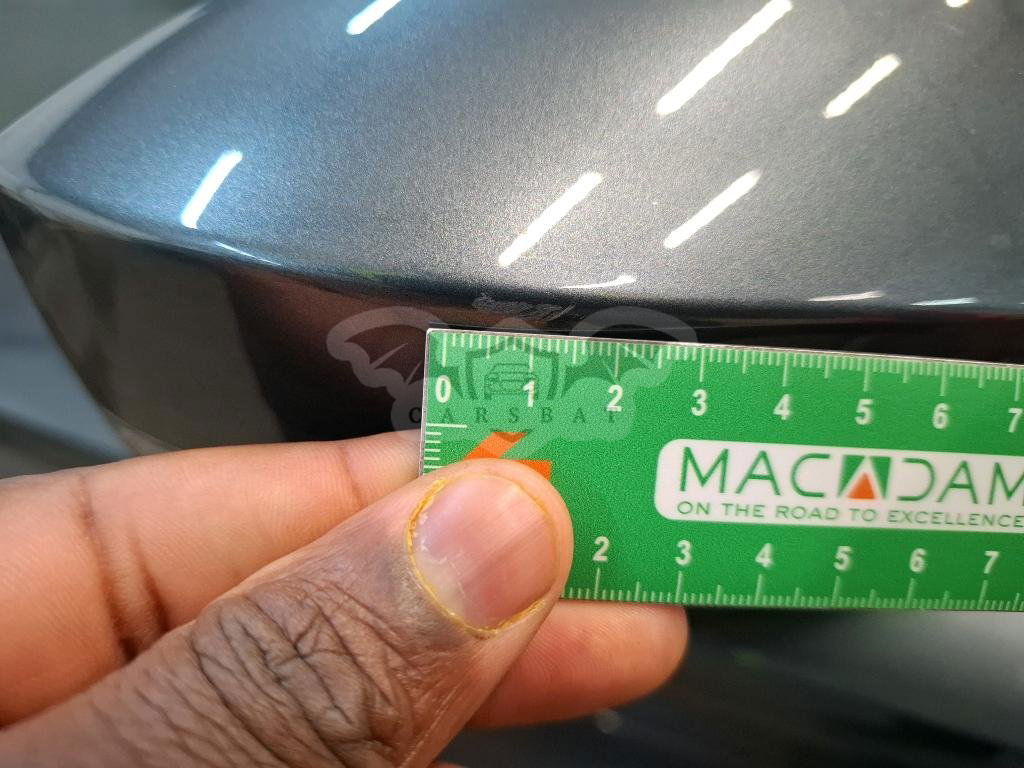 0 1 2 3 4 5 6 7
CARSBAT
MACADAM
ON THE ROAD TO EXCELLENCE
2 3 4 5 6 7